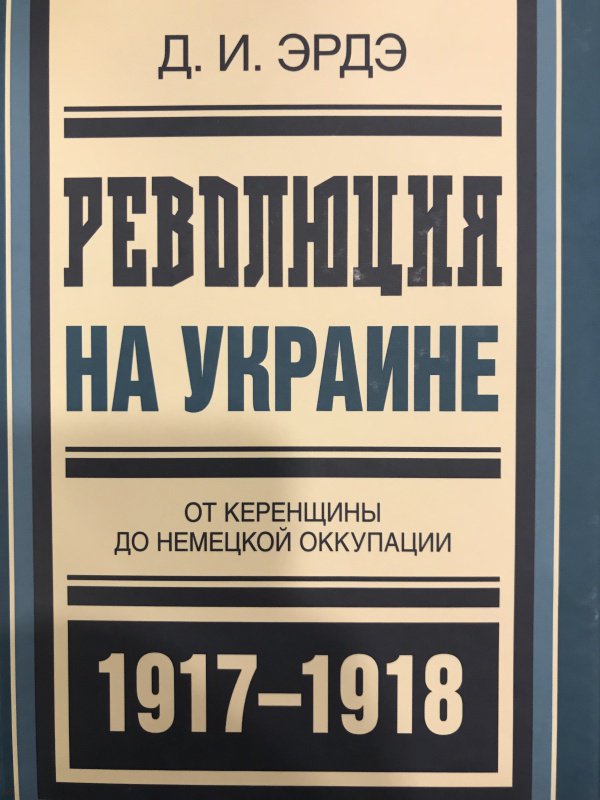 Д. И. ЭРДЭ
РЕВОЛЮЦИЯ
НА УКРАИНЕ
ОТ КЕРЕНЩИНЫ
ДО НЕМЕЦКОЙ ОККУПАЦИИ
1917–1918